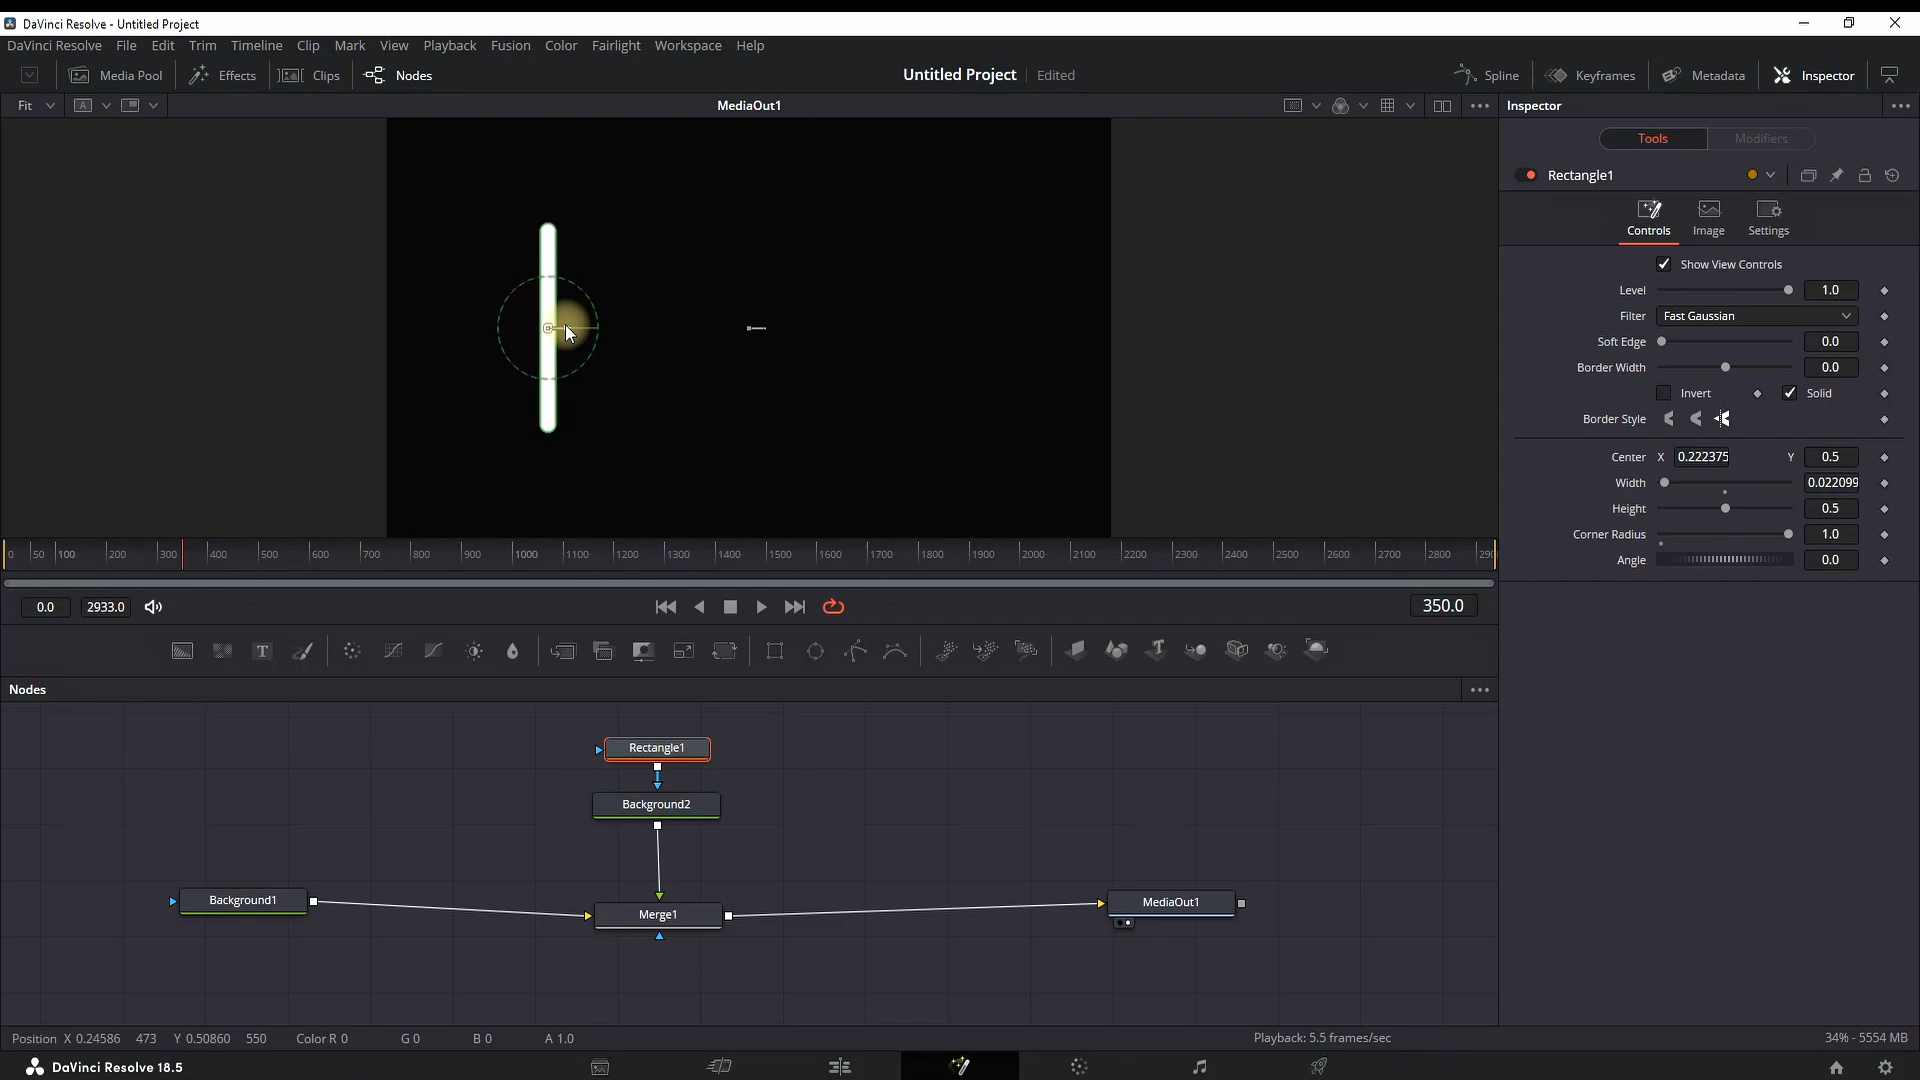 DaVinci Resolve - Untitled Project
DaVinci Resolve File Edit Trim Timeline Clip Mark View Playback Fusion Color Fairlight Workspace Help
Media Pool Effects Clips Nodes Untitled Project Edited Spline Keyframes Metadata Inspector
Fit A MediaOut1 Inspector
Tools Modifiers
Rectangle1
Controls Image Settings
Show View Controls
Level 1.0
Filter Fast Gaussian
Soft Edge 0.0
Border Width 0.0
Invert Solid
Border Style
Center X 0.222375 Y 0.5
Width 0.022099
Height 0.5
Corner Radius 1.0
Angle 0.0
0 50 100 200 300 400 500 600 700 800 900 1000 1100 1200 1300 1400 1500 1600 1700 1800 1900 2000 2100 2200 2300 2400 2500 2600 2700 2800 290
0.0 2933.0 350.0
T T
Nodes
Rectangle1
Background2
Background1
Merge1
MediaOut1
Position X 0.24586 473 Y 0.50860 550 Color R 0 G 0 B 0 A 1.0 Playback: 5.5 frames/sec 34% - 5554 MB
DaVinci Resolve 18.5